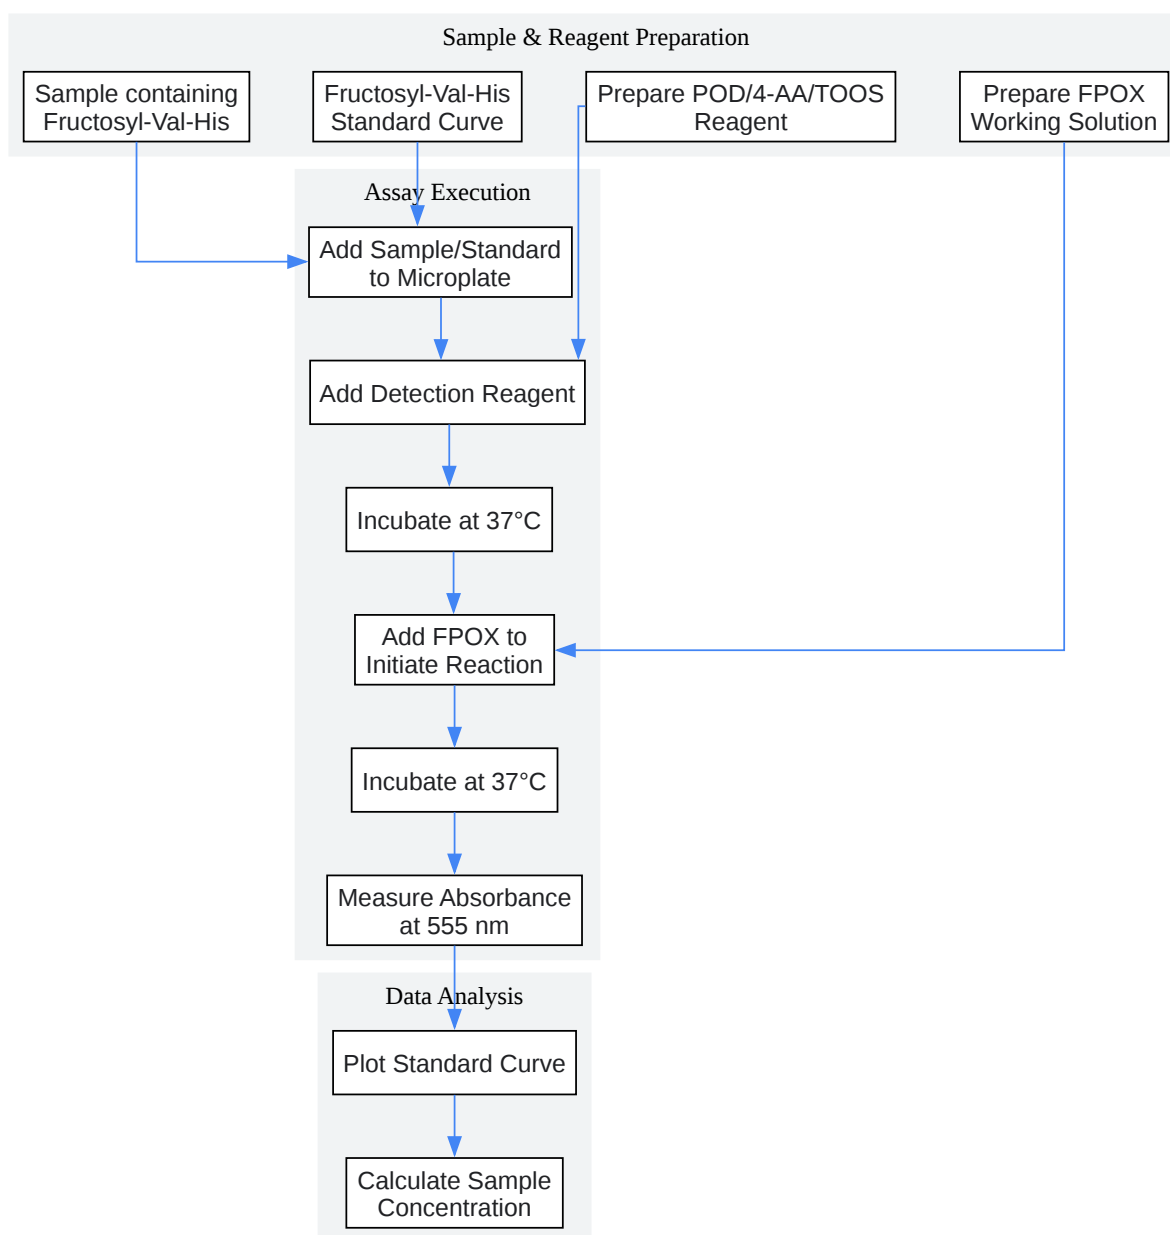 Sample & Reagent Preparation
Sample containing
Fructosyl-Val-His
Fructosyl-Val-His
Standard Curve
Prepare POD/4-AA/TOOS
Reagent
Prepare FPOX
Working Solution
Assay Execution
Add Sample/Standard
to Microplate
Add Detection Reagent
Incubate at 37°C
Add FPOX to
Initiate Reaction
Incubate at 37°C
Measure Absorbance
at 555 nm
Data Analysis
Plot Standard Curve
Calculate Sample
Concentration